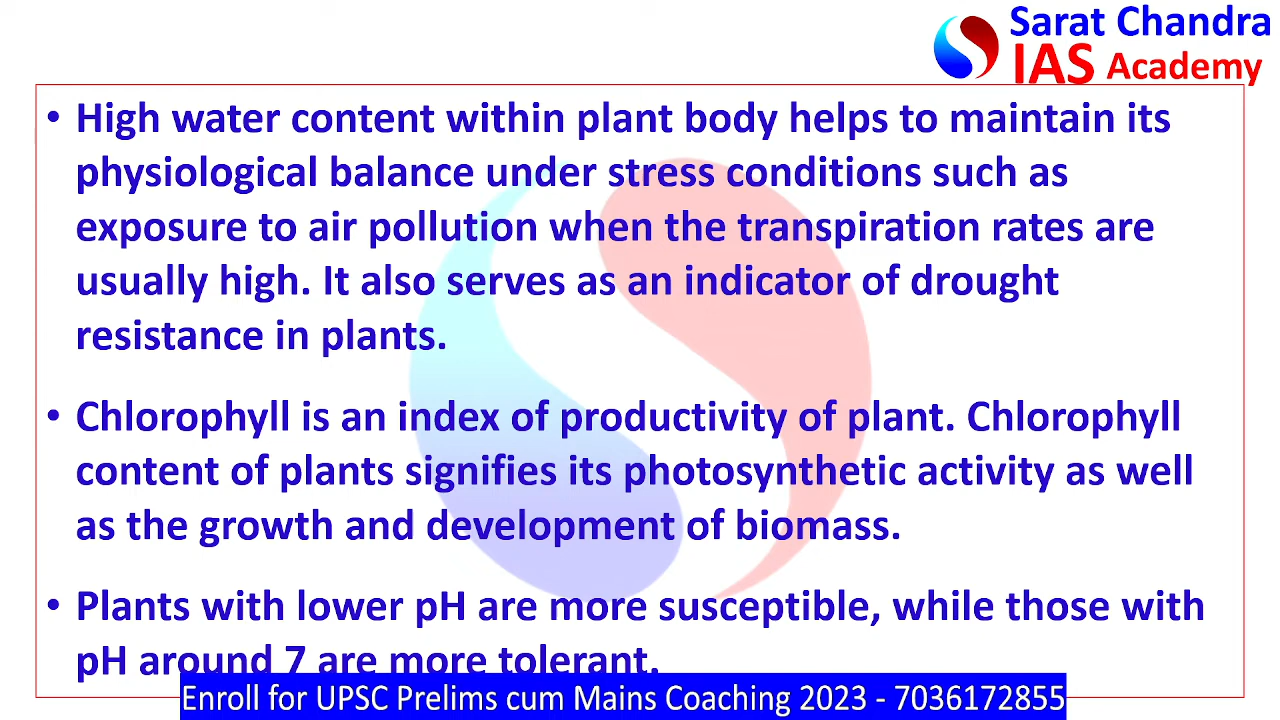 Sarat Chandra
IAS Academy
• High water content within plant body helps to maintain its
physiological balance under stress conditions such as
exposure to air pollution when the transpiration rates are
usually high. It also serves as an indicator of drought
resistance in plants.
• Chlorophyll is an index of productivity of plant. Chlorophyll
content of plants signifies its photosynthetic activity as well
as the growth and development of biomass.
• Plants with lower pH are more susceptible, while those with
pH around 7 are more tolerant.
Enroll for UPSC Prelims cum Mains Coaching 2023 - 7036172855